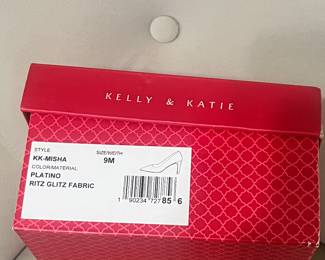 KELLY & KATIE
STYLE SIZE/WIDTH
KK-MISHA 9M
COLOR/MATERIAL
PLATINO
RITZ GLITZ FABRIC
1 90234 72785 6